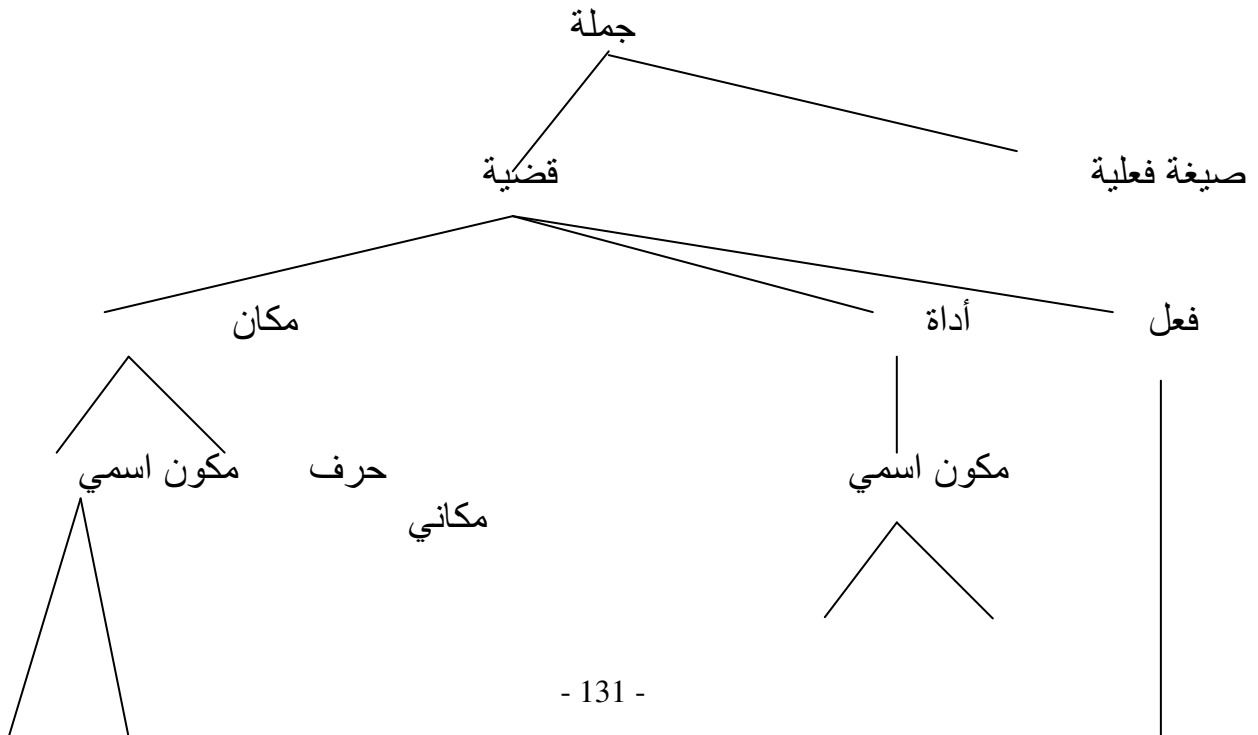 جملة
صيغة فعلية قضية
فعل أداة مكان
مكون اسمي حرف مكون اسمي
مكاني
- 131 -